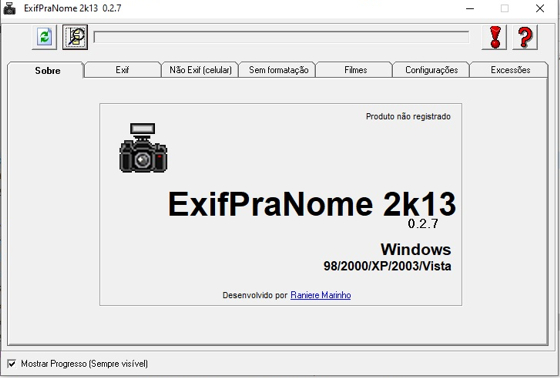 ExifPraNome 2k13 0.2.7
Sobre
Exif
Não Exif (celular)
Sem formatação
Filmes
Configurações
Excessões
Produto não registrado
ExifPraNome 2k13
0.2.7
Windows
98/2000/XP/2003/Vista
Desenvolvido por Raniere Marinho
Mostrar Progresso (Sempre visível)